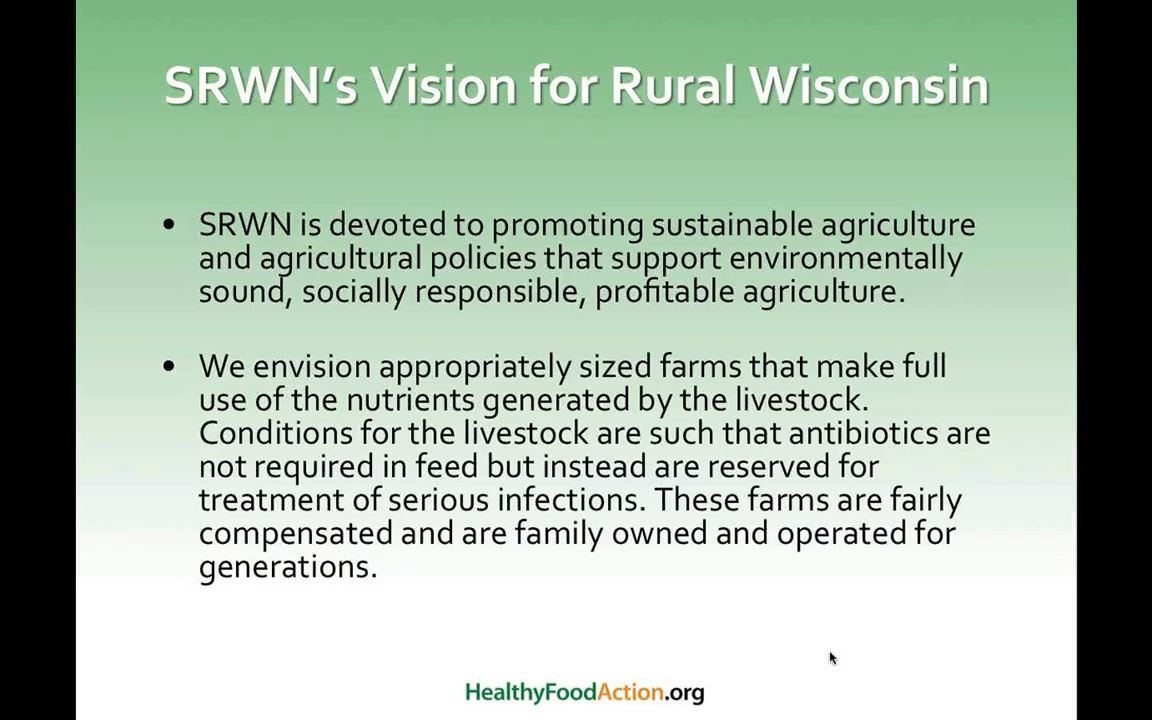 SRWN's Vision for Rural Wisconsin
• SRWN is devoted to promoting sustainable agriculture
and agricultural policies that support environmentally
sound, socially responsible, profitable agriculture.
• We envision appropriately sized farms that make full
use of the nutrients generated by the livestock.
Conditions for the livestock are such that antibiotics are
not required in feed but instead are reserved for
treatment of serious infections. These farms are fairly
compensated and are family owned and operated for
generations.
HealthyFoodAction.org